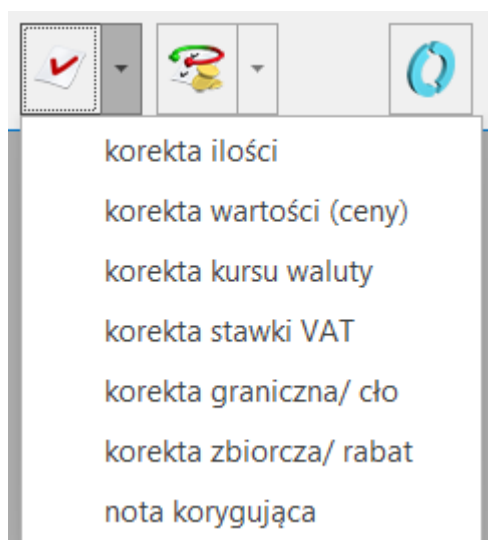 korekta ilości
korekta wartości (ceny)
korekta kursu waluty
korekta stawki VAT
korekta graniczna/ cło
korekta zbiorcza/ rabat
nota korygująca